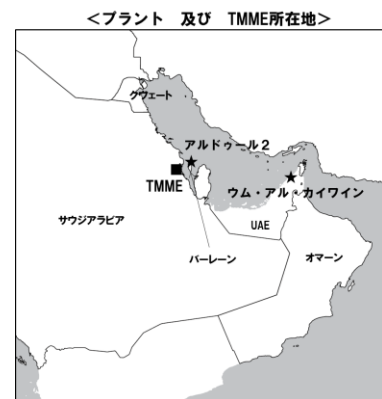 ＜プラント　及び　TMME所在地＞
クウェート
アルドゥール２
TMME
ウム・アル・カイワイン
サウジアラビア
UAE
バーレーン
オマーン